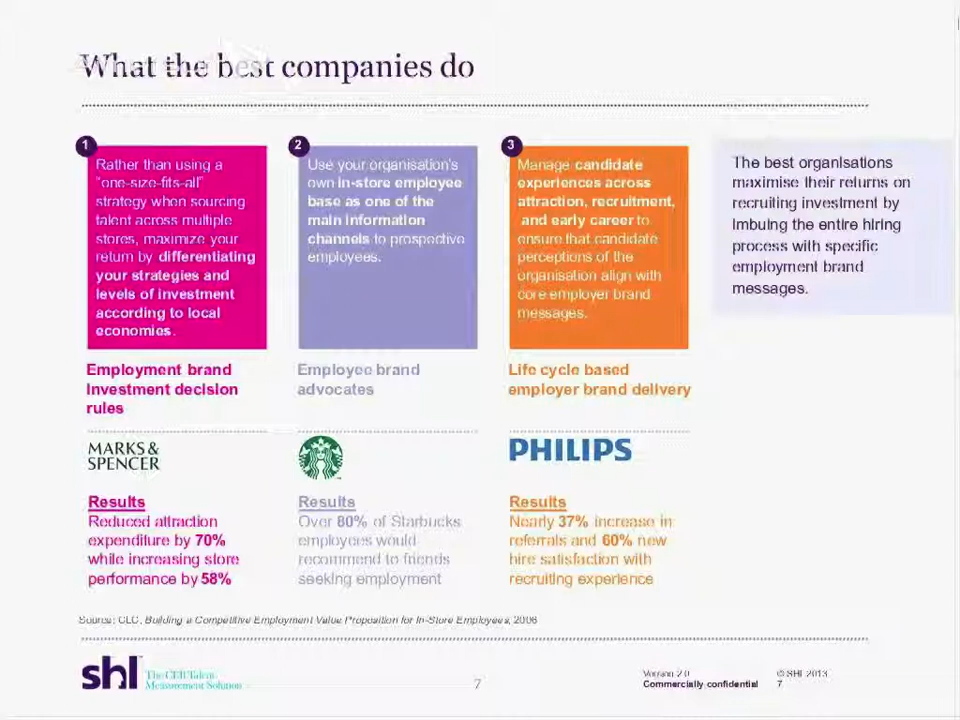 What the best companies do
1
Rather than using a
"one-size-fits-all"
strategy when sourcing
talent across multiple
stores, maximize your
return by differentiating
your strategies and
levels of investment
according to local
economies.
Employment brand
Investment decision
rules
MARKS &
SPENCER
Results
Reduced attraction
expenditure by 70%
while increasing store
performance by 58%
2
Use your organisation's
own in-store employee
base as one of the
main information
channels to prospective
employees.
Employee brand
advocates
Results
Over 80% of Starbucks
employees would
recommend to friends
seeking employment
3
Manage candidate
experiences across
attraction, recruitment,
and early career to
ensure that candidate
perceptions of the
organisation align with
core employer brand
messages.
Life cycle based
employer brand delivery
PHILIPS
Results
Nearly 37% increase in
referrals and 60% new
hire satisfaction with
recruiting experience
The best organisations
maximise their returns on
recruiting investment by
imbuing the entire hiring
process with specific
employment brand
messages.
Source: CLC, Building a Competitive Employment Value Proposition for In-Store Employees, 2006
shl
The CEB Talent
Measurement Solution
7
Version 2.0
Commercially confidential
© SHL 2013
7